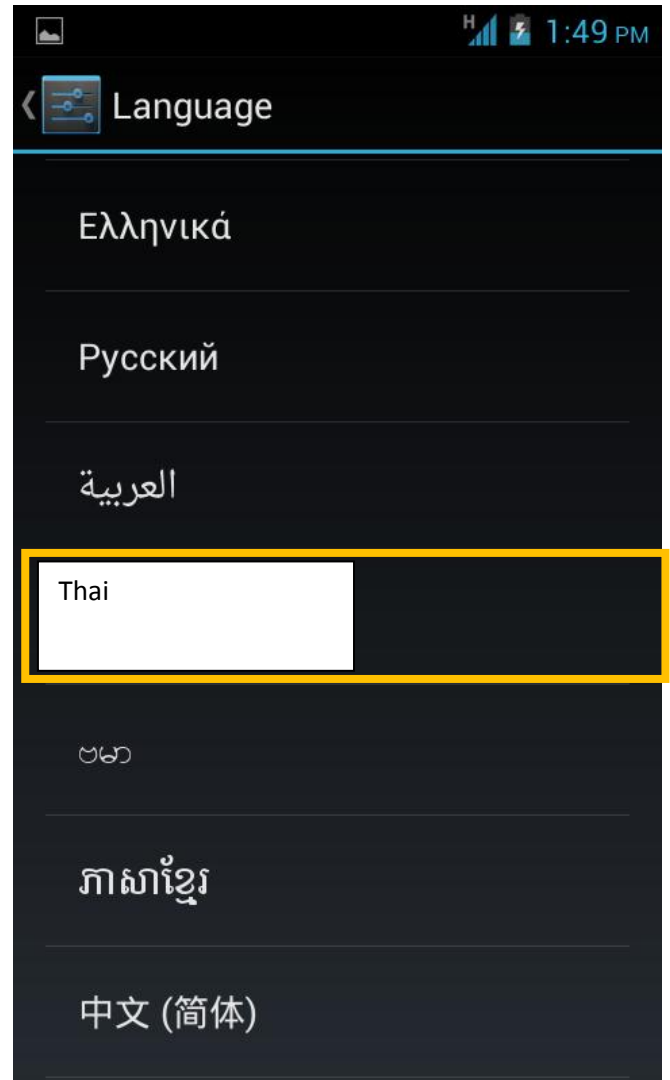 H 1:49 PM
Language
Ελληνικά
Русский
العربية
Thai
ဗမာ
ភាសាខ្មែរ
中文 (简体)